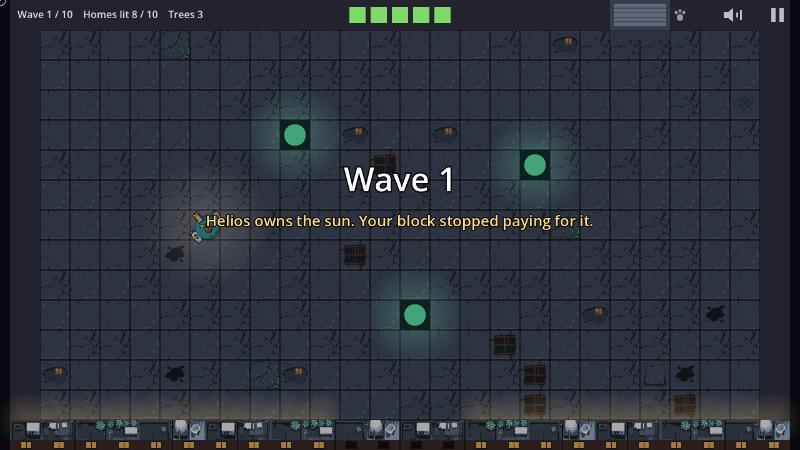 Wave 1 / 10 Homes lit 8 / 10 Trees 3
Wave 1
Helios owns the sun. Your block stopped paying for it.